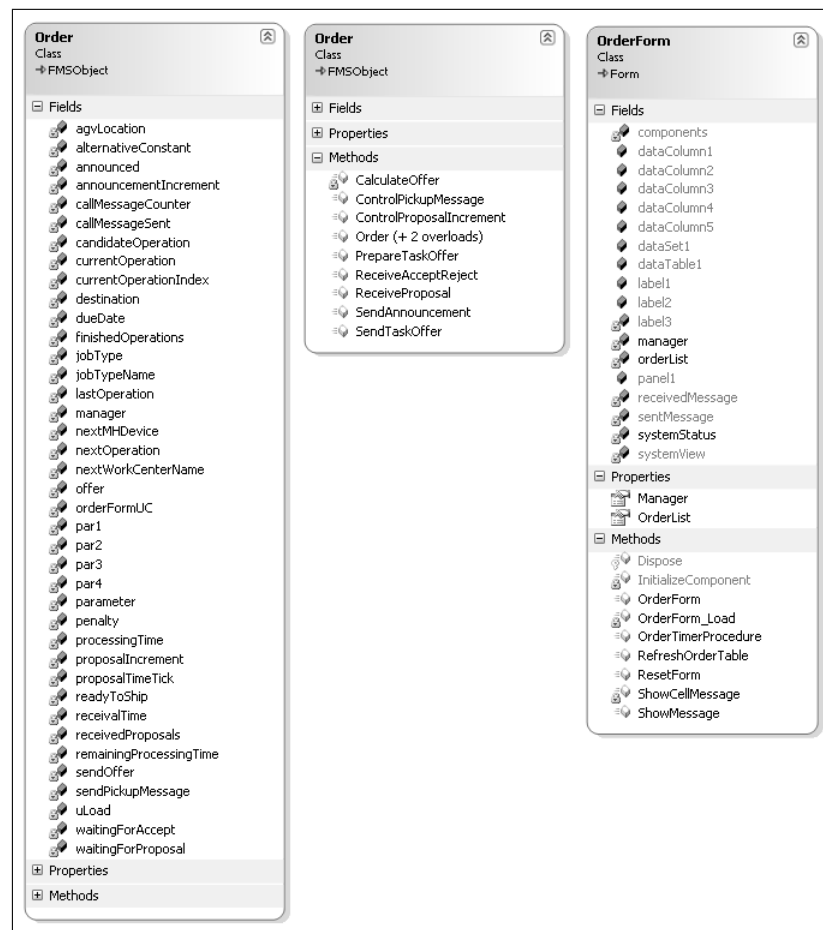 Order
Class
FMSObject
Fields
agvLocation
alternativeConstant
announced
announcementIncrement
callMessageCounter
callMessageSent
candidateOperation
currentOperation
currentOperationIndex
destination
dueDate
finishedOperations
jobType
jobTypeName
lastOperation
manager
nextMHDevice
nextOperation
nextWorkCenterName
offer
orderFormUC
par1
par2
par3
par4
parameter
penalty
processingTime
proposalIncrement
proposalTimeTick
readyToShip
receivalTime
receivedProposals
remainingProcessingTime
sendOffer
sendPickupMessage
uLoad
waitingForAccept
waitingForProposal
Properties
Methods
Order
Class
FMSObject
Fields
Properties
Methods
CalculateOffer
ControlPickupMessage
ControlProposalIncrement
Order (+ 2 overloads)
PrepareTaskOffer
ReceiveAcceptReject
ReceiveProposal
SendAnnouncement
SendTaskOffer
OrderForm
Class
Form
Fields
components
dataColumn1
dataColumn2
dataColumn3
dataColumn4
dataColumn5
dataSet1
dataTable1
label1
label2
label3
manager
orderList
panel1
receivedMessage
sentMessage
systemStatus
systemView
Properties
Manager
OrderList
Methods
Dispose
InitializeComponent
OrderForm
OrderForm_Load
OrderTimerProcedure
RefreshOrderTable
ResetForm
ShowCellMessage
ShowMessage